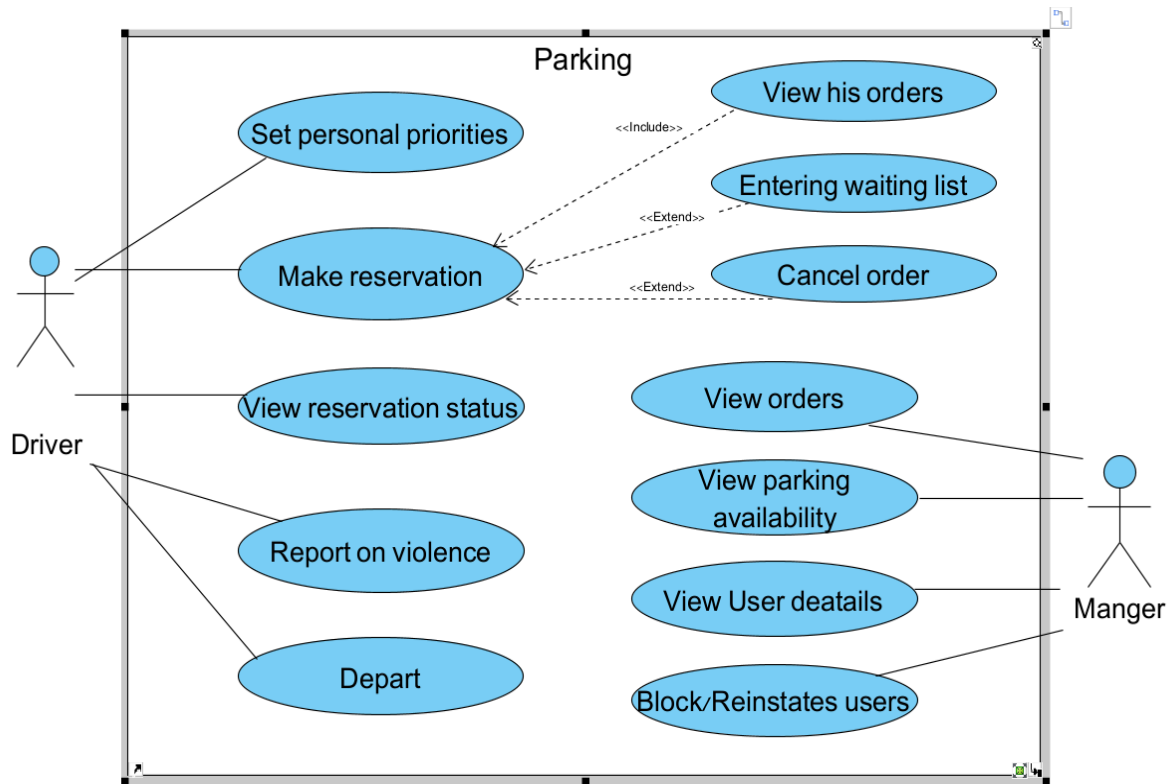 Parking
Set personal priorities
Make reservation
View reservation status
Report on violence
Depart
Driver
<<Include>>
<<Extend>>
<<Extend>>
View his orders
Entering waiting list
Cancel order
View orders
View parking
availability
View User deatails
Block/Reinstates users
Manger